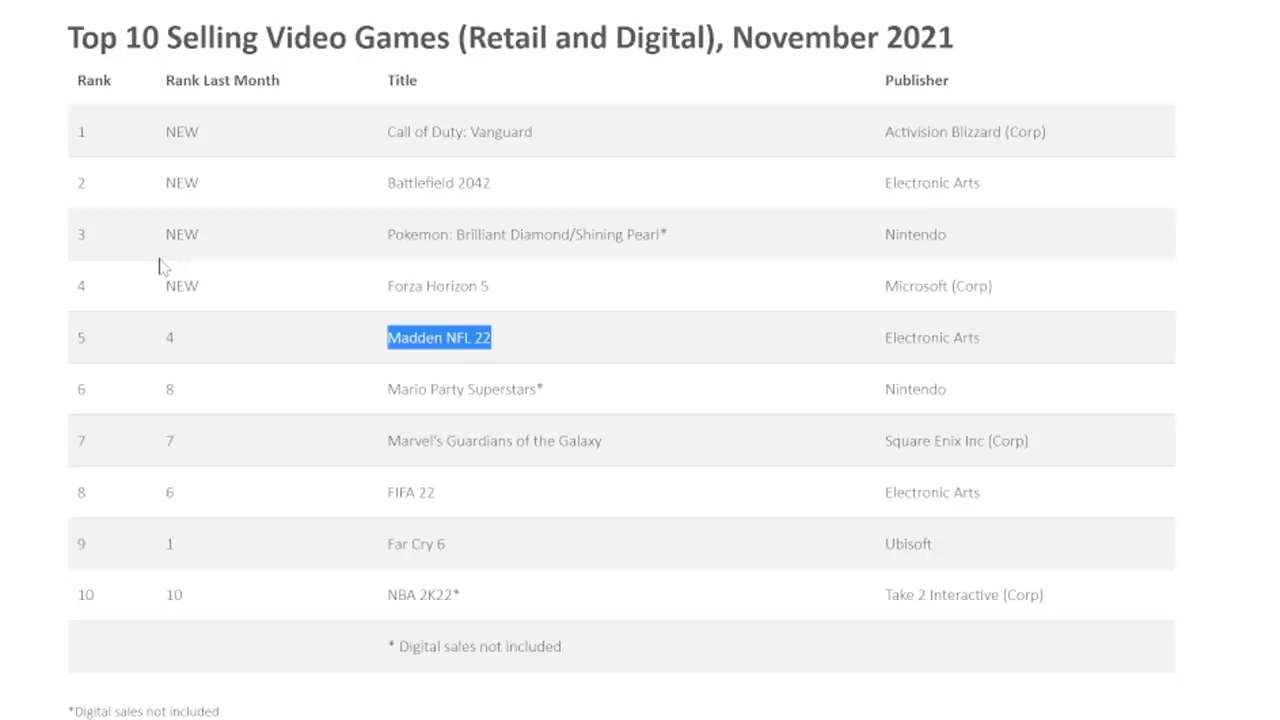 Top 10 Selling Video Games (Retail and Digital), November 2021
Rank Rank Last Month Title Publisher
1 NEW Call of Duty: Vanguard Activision Blizzard (Corp)
2 NEW Battlefield 2042 Electronic Arts
3 NEW Pokemon: Brilliant Diamond/Shining Pearl* Nintendo
4 NEW Forza Horizon 5 Microsoft (Corp)
5 4 Madden NFL 22 Electronic Arts
6 8 Mario Party Superstars* Nintendo
7 7 Marvel's Guardians of the Galaxy Square Enix Inc (Corp)
8 6 FIFA 22 Electronic Arts
9 1 Far Cry 6 Ubisoft
10 10 NBA 2K22* Take 2 Interactive (Corp)
* Digital sales not included
*Digital sales not included